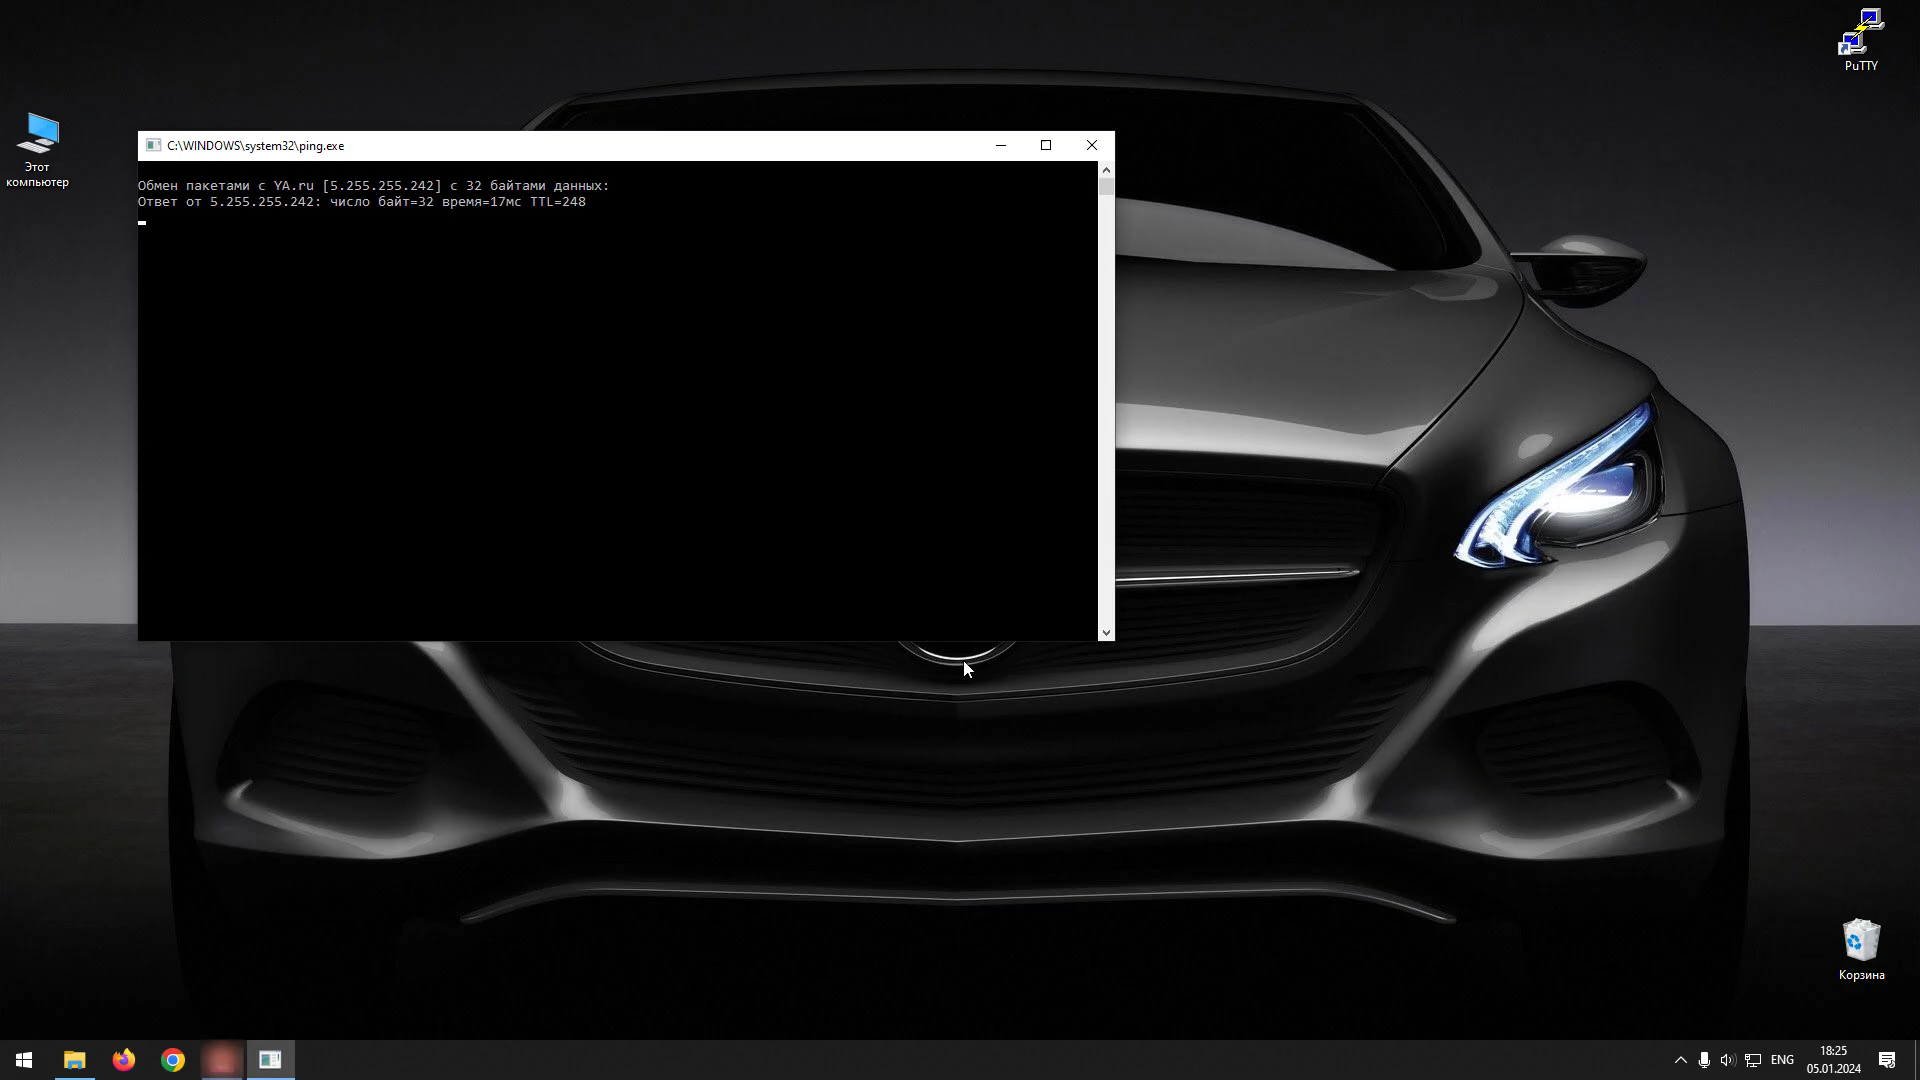 PuTTY
Этот
компьютер
C:\WINDOWS\system32\ping.exe
Обмен пакетами с YA.ru [5.255.255.242] с 32 байтами данных:
Ответ от 5.255.255.242: число байт=32 время=17мс TTL=248
Корзина
ENG
18:25
05.01.2024